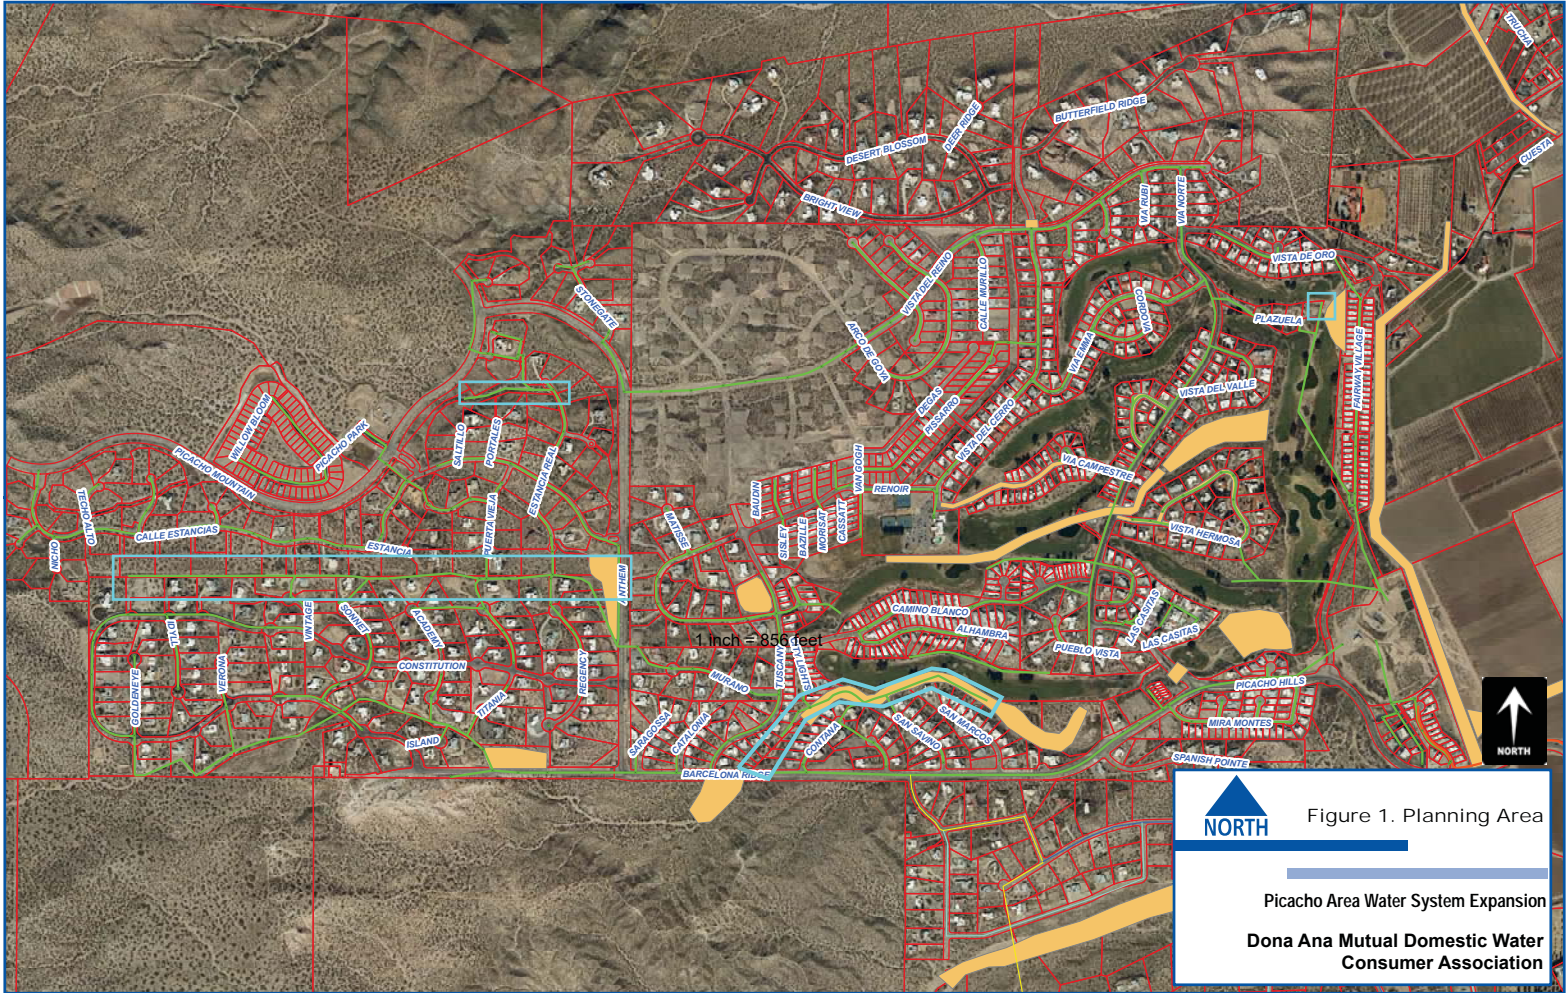 TRUCHA
CUESTA
BUTTERFIELD RIDGE
DEER RIDGE
DESERT BLOSSOM
BRIGHT VIEW
VIA RUBI
VIA NORTE
VISTA DE ORO
STONEGATE
VISTA DEL REINO
CALLE MURILLO
CORDOVA
PLAZUELA
ARCO DE GOYA
VIA EMMA
FAIRWAY VILLAGE
VISTA DEL VALLE
DEGAS
PISSARRO
VISTA DEL CERRO
WILLOW BLOOM
PICACHO PARK
SALTILLO
PORTALES
ESTANCIA REAL
PICACHO MOUNTAIN
VAN GOGH
VIA CAMPESTRE
RENOIR
TECHO ALTO
NICHO
CALLE ESTANCIAS
ESTANCIA
PUERTA VIEJA
MATISSE
BAUDIN
SISLEY
BAZILLE
MORISAT
CASSATT
VISTA HERMOSA
NTHEM
IDYLL
VINTAGE
SONNET
ACADEMY
CAMINO BLANCO
ALHAMBRA
LAS CASITAS
LAS CASITAS
PUEBLO VISTA
1 inch = 856 feet
GOLDENEYE
VERONA
CONSTITUTION
REGENCY
TITANIA
ISLAND
MURANO
TUSCANY
TY LIGHTS
PICACHO HILLS
MIRA MONTES
SARAGOSSA
CATALONIA
CONTANA
SAN SAVINO
SAN MARCOS
BARCELONA RIDGE
SPANISH POINTE
NORTH
NORTH
Figure 1. Planning Area
Picacho Area Water System Expansion
Dona Ana Mutual Domestic Water
Consumer Association